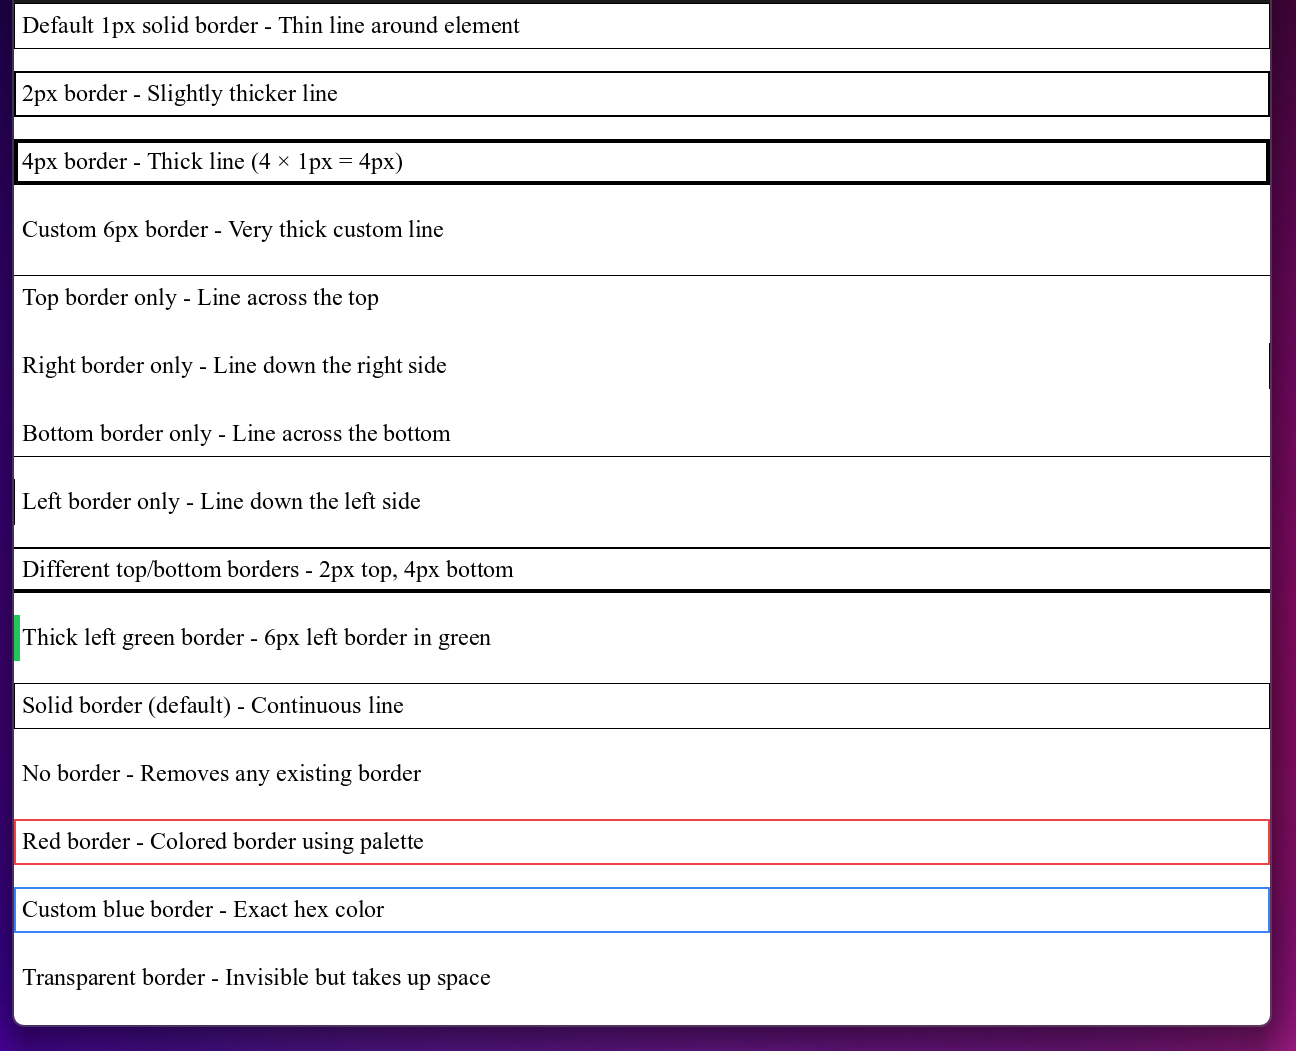 Default 1px solid border - Thin line around element
2px border - Slightly thicker line
4px border - Thick line (4 × 1px = 4px)
Custom 6px border - Very thick custom line
Top border only - Line across the top
Right border only - Line down the right side
Bottom border only - Line across the bottom
Left border only - Line down the left side
Different top/bottom borders - 2px top, 4px bottom
Thick left green border - 6px left border in green
Solid border (default) - Continuous line
No border - Removes any existing border
Red border - Colored border using palette
Custom blue border - Exact hex color
Transparent border - Invisible but takes up space